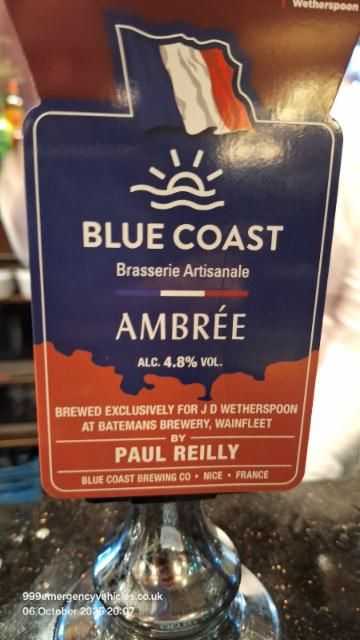 Wetherspoon
BLUE COAST
Brasserie Artisanale
AMBRÉE
ALC. 4.8% VOL.
BREWED EXCLUSIVELY FOR J D WETHERSPOON
AT BATEMANS BREWERY, WAINFLEET
BY
PAUL REILLY
BLUE COAST BREWING CO • NICE • FRANCE
999emergencyvehicles.co.uk
06.October 2025 20:07